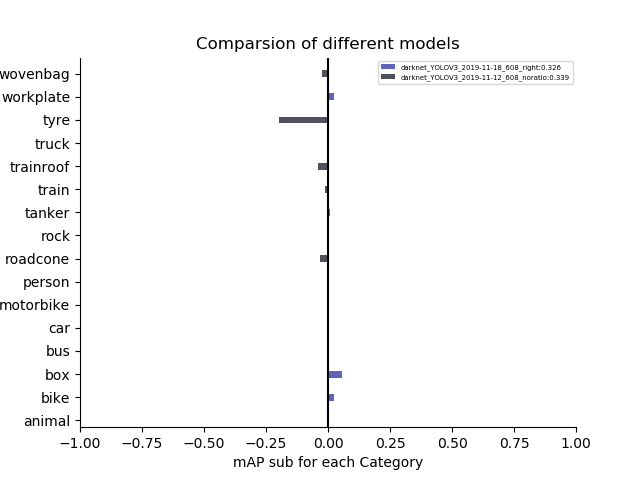 Comparsion of different models
darknet_YOLOV3_2019-11-18_608_right:0.326
darknet_YOLOV3_2019-11-12_608_noratio:0.339
wovenbag
workplate
tyre
truck
trainroof
train
tanker
rock
roadcone
person
motorbike
car
bus
box
bike
animal
−1.00 −0.75 −0.50 −0.25 0.00 0.25 0.50 0.75 1.00
mAP sub for each Category